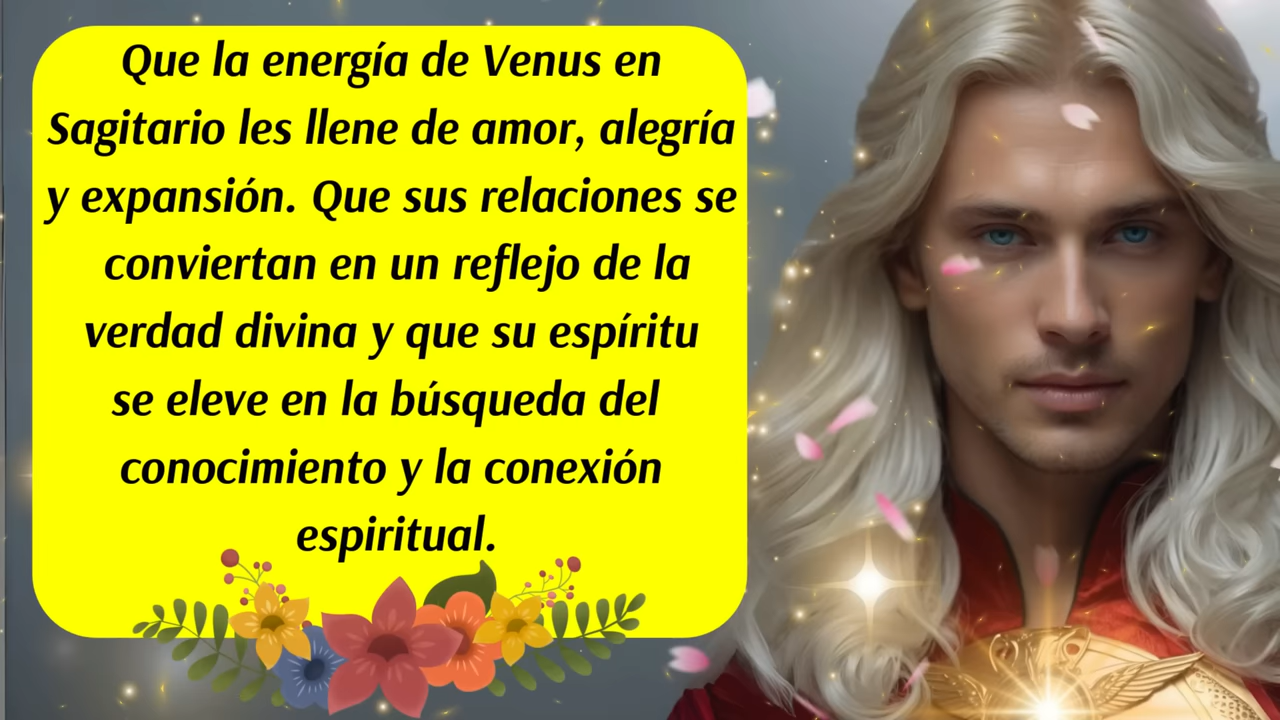 Que la energía de Venus en
Sagitario les llene de amor, alegría
y expansión. Que sus relaciones se
conviertan en un reflejo de la
verdad divina y que su espíritu
se eleve en la búsqueda del
conocimiento y la conexión
espiritual.